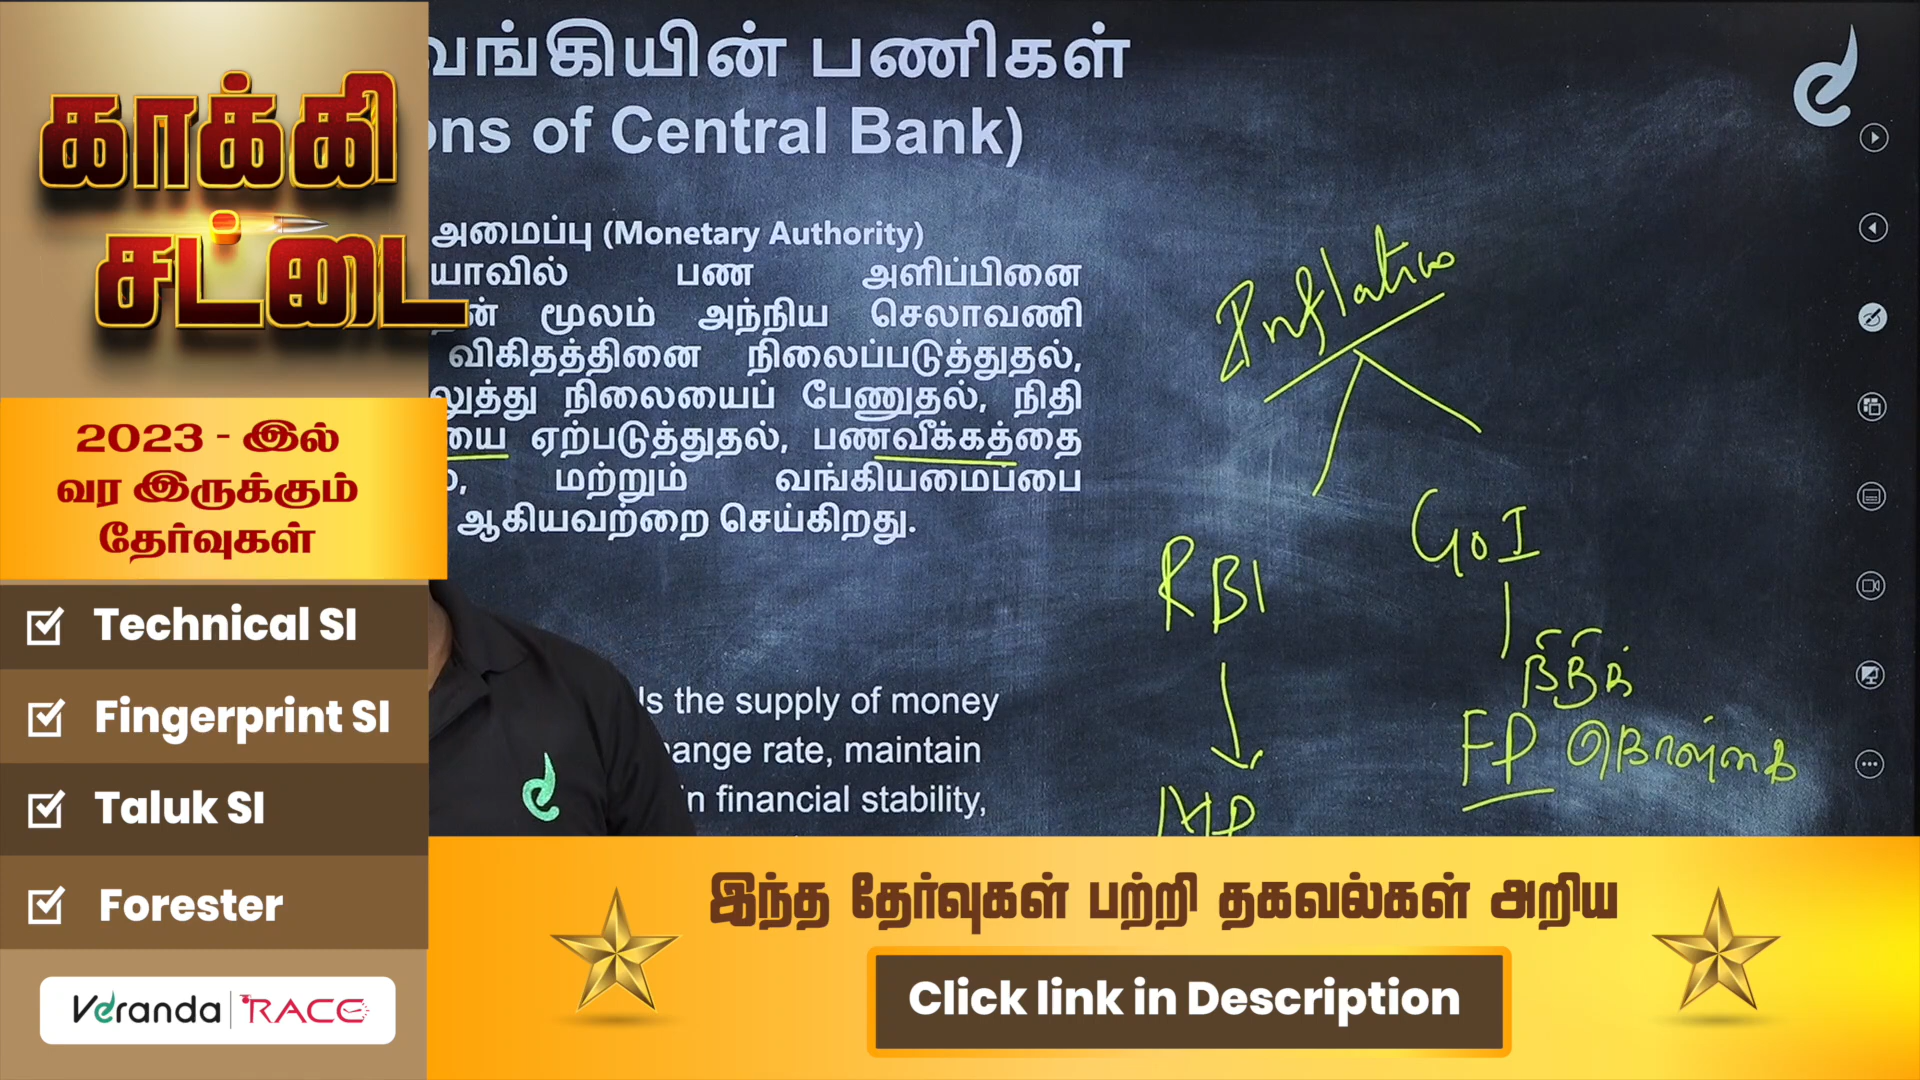 காக்கி
சட்டை
2023 - இல்
வர இருக்கும்
தேர்வுகள்
Technical SI
Fingerprint SI
Taluk SI
Forester
Veranda RACE
வங்கியின் பணிகள்
ons of Central Bank)
அமைப்பு (Monetary Authority)
யாவில் பண அளிப்பினை
மூலம் அந்நிய செலாவணி
விகிதத்தினை நிலைப்படுத்துதல்,
லுத்து நிலையைப் பேணுதல், நிதி
யை ஏற்படுத்துதல், பணவீக்கத்தை
மற்றும் வங்கியமைப்பை
ஆகியவற்றை செய்கிறது.
ls the supply of money
ange rate, maintain
n financial stability,
Inflation
RBI
GoI
நிதிக்
FP கொள்கை
MP
இந்த தேர்வுகள் பற்றி தகவல்கள் அறிய
Click link in Description